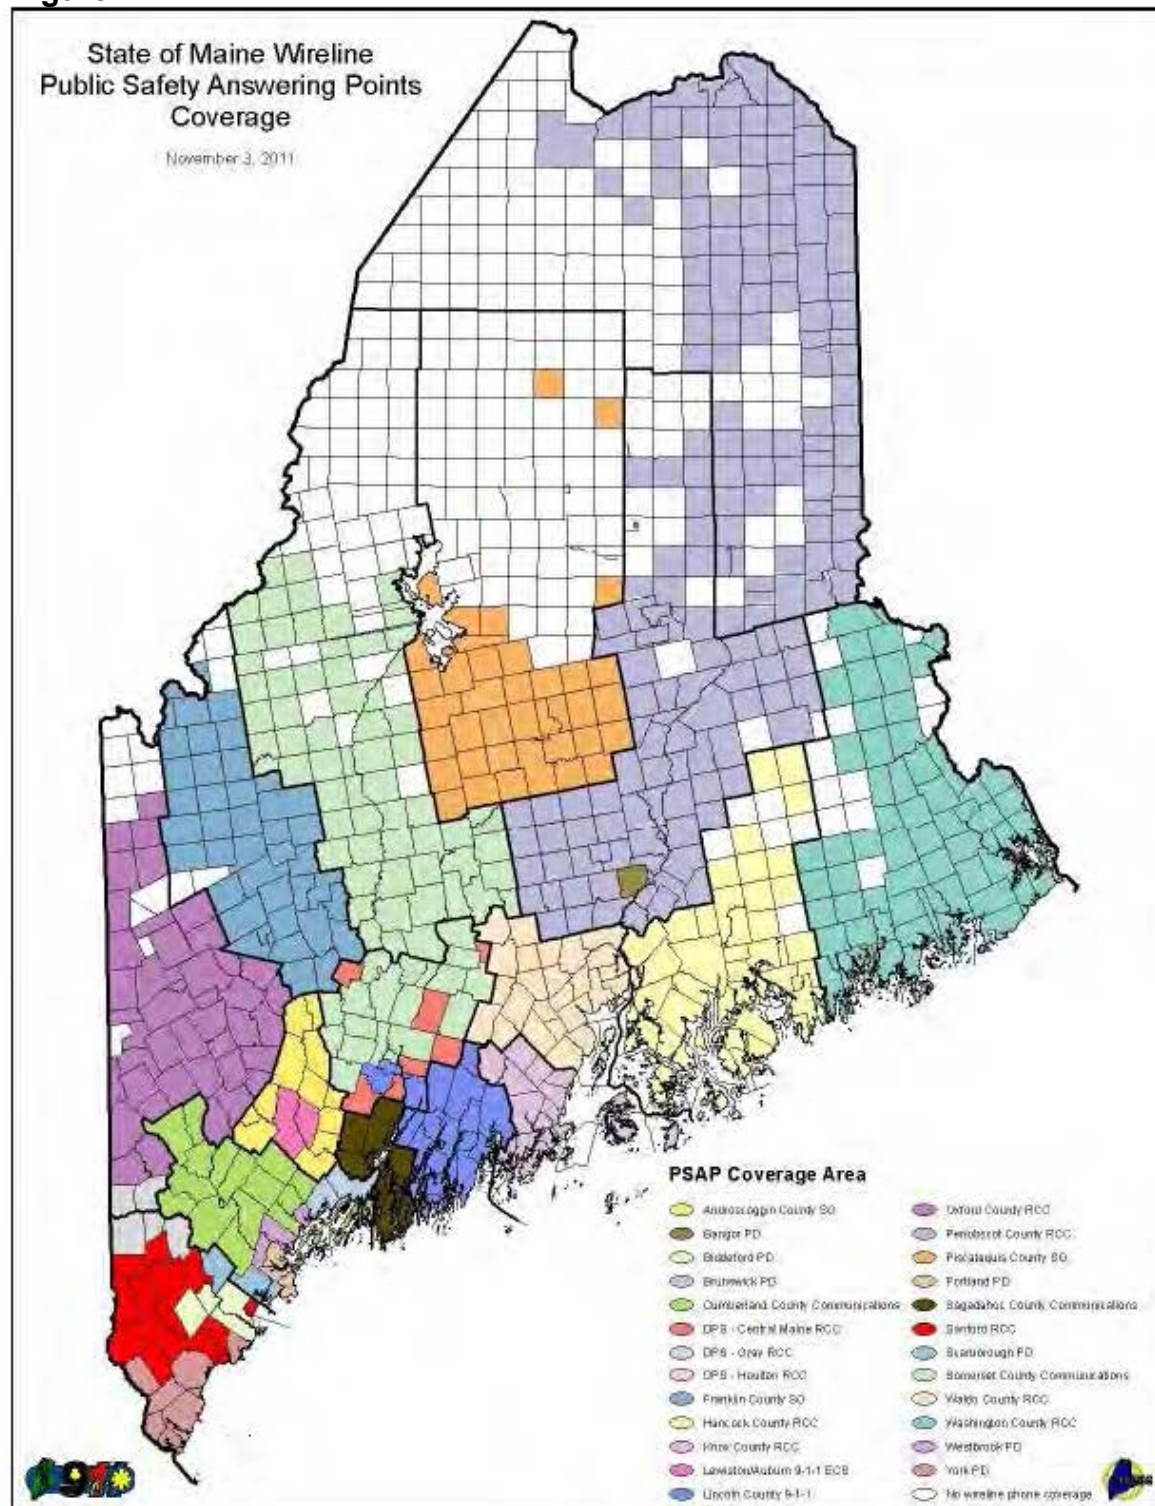 State of Maine Wireline
Public Safety Answering Points
Coverage
November 3, 2011
PSAP Coverage Area
Androscoggin County SO
Bangor PD
Biddeford PD
Brunswick PD
Cumberland County Communications
DPS - Central Maine RCC
DPS - Gray RCC
DPS - Houlton RCC
Franklin County SO
Hancock County RCC
Knox County RCC
Lewiston/Auburn 9-1-1 ECS
Lincoln County 9-1-1
Oxford County RCC
Penobscot County RCC
Piscataquis County SO
Portland PD
Sagadahoc County Communications
Sanford RCC
Scarborough PD
Somerset County Communications
Waldo County RCC
Washington County RCC
Westbrook PD
York PD
No wireline phone coverage